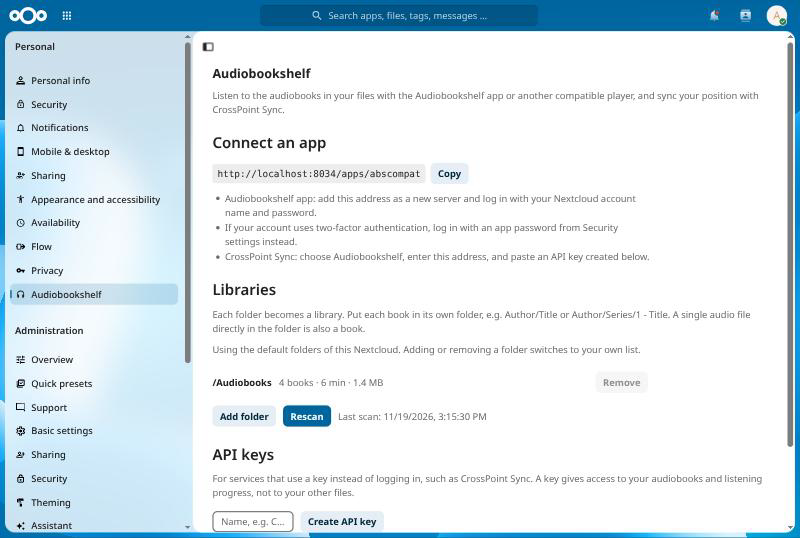 Search apps, files, tags, messages ...
A
Personal
Personal info
Security
Notifications
Mobile & desktop
Sharing
Appearance and accessibility
Availability
Flow
Privacy
Audiobookshelf
Administration
Overview
Quick presets
Support
Basic settings
Sharing
Security
Theming
Assistant
Audiobookshelf
Listen to the audiobooks in your files with the Audiobookshelf app or another compatible player, and sync your position with
CrossPoint Sync.
Connect an app
http://localhost:8034/apps/abscompat
Copy
• Audiobookshelf app: add this address as a new server and log in with your Nextcloud account
name and password.
• If your account uses two-factor authentication, log in with an app password from Security
settings instead.
• CrossPoint Sync: choose Audiobookshelf, enter this address, and paste an API key created below.
Libraries
Each folder becomes a library. Put each book in its own folder, e.g. Author/Title or Author/Series/1 - Title. A single audio file
directly in the folder is also a book.
Using the default folders of this Nextcloud. Adding or removing a folder switches to your own list.
/Audiobooks 4 books · 6 min · 1.4 MB
Remove
Add folder Rescan Last scan: 11/19/2026, 3:15:30 PM
API keys
For services that use a key instead of logging in, such as CrossPoint Sync. A key gives access to your audiobooks and listening
progress, not to your other files.
Name, e.g. C... Create API key